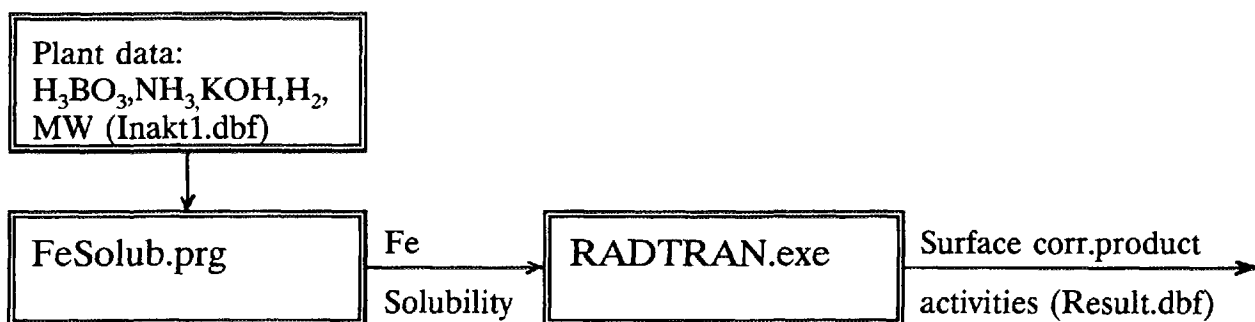 Plant data:
H₃BO₃,NH₃,KOH,H₂,
MW (Inakt1.dbf)
FeSolub.prg
Fe
Solubility
RADTRAN.exe
Surface corr.product
activities (Result.dbf)